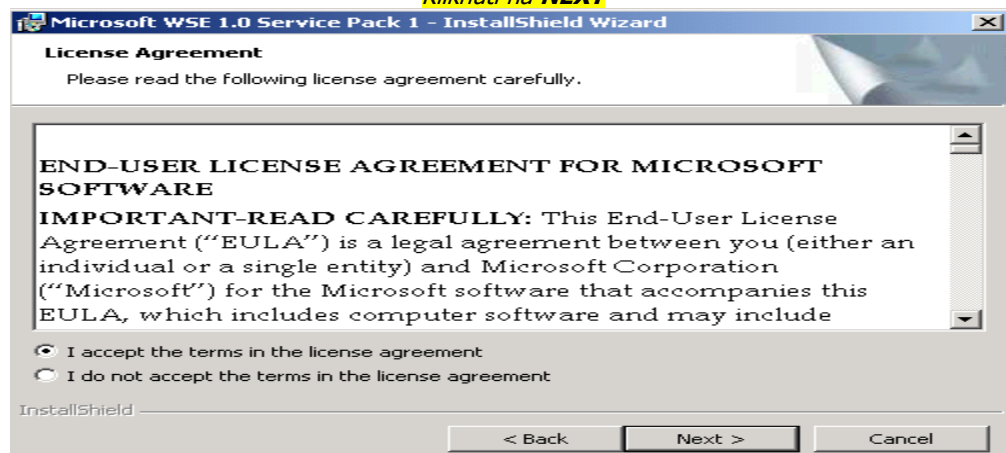 Kliknuti na NEXT
Microsoft WSE 1.0 Service Pack 1 - InstallShield Wizard
License Agreement
Please read the following license agreement carefully.
END-USER LICENSE AGREEMENT FOR MICROSOFT
SOFTWARE
IMPORTANT-READ CAREFULLY: This End-User License
Agreement (“EULA”) is a legal agreement between you (either an
individual or a single entity) and Microsoft Corporation
(“Microsoft”) for the Microsoft software that accompanies this
EULA, which includes computer software and may include
I accept the terms in the license agreement
I do not accept the terms in the license agreement
InstallShield
< Back
Next >
Cancel